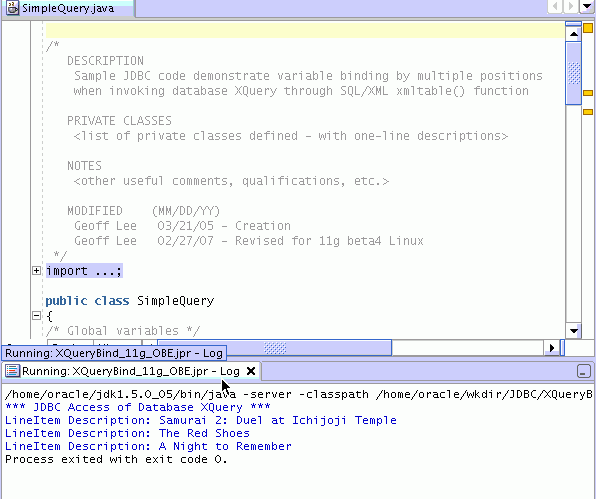 SimpleQuery.java
/*
DESCRIPTION
Sample JDBC code demonstrate variable binding by multiple positions
when invoking database XQuery through SQL/XML xmltable() function
PRIVATE CLASSES
<list of private classes defined - with one-line descriptions>
NOTES
<other useful comments, qualifications, etc.>
MODIFIED (MM/DD/YY)
Geoff Lee 03/21/05 - Creation
Geoff Lee 02/27/07 - Revised for 11g beta4 Linux
*/
import ...;
public class SimpleQuery
{
/* Global variables */
Running: XQueryBind_11g_OBE.jpr - Log
Running: XQueryBind_11g_OBE.jpr - Log
/home/oracle/jdk1.5.0_05/bin/java -server -classpath /home/oracle/wkdir/JDBC/XQueryB
*** JDBC Access of Database XQuery ***
LineItem Description: Samurai 2: Duel at Ichijoji Temple
LineItem Description: The Red Shoes
LineItem Description: A Night to Remember
Process exited with exit code 0.